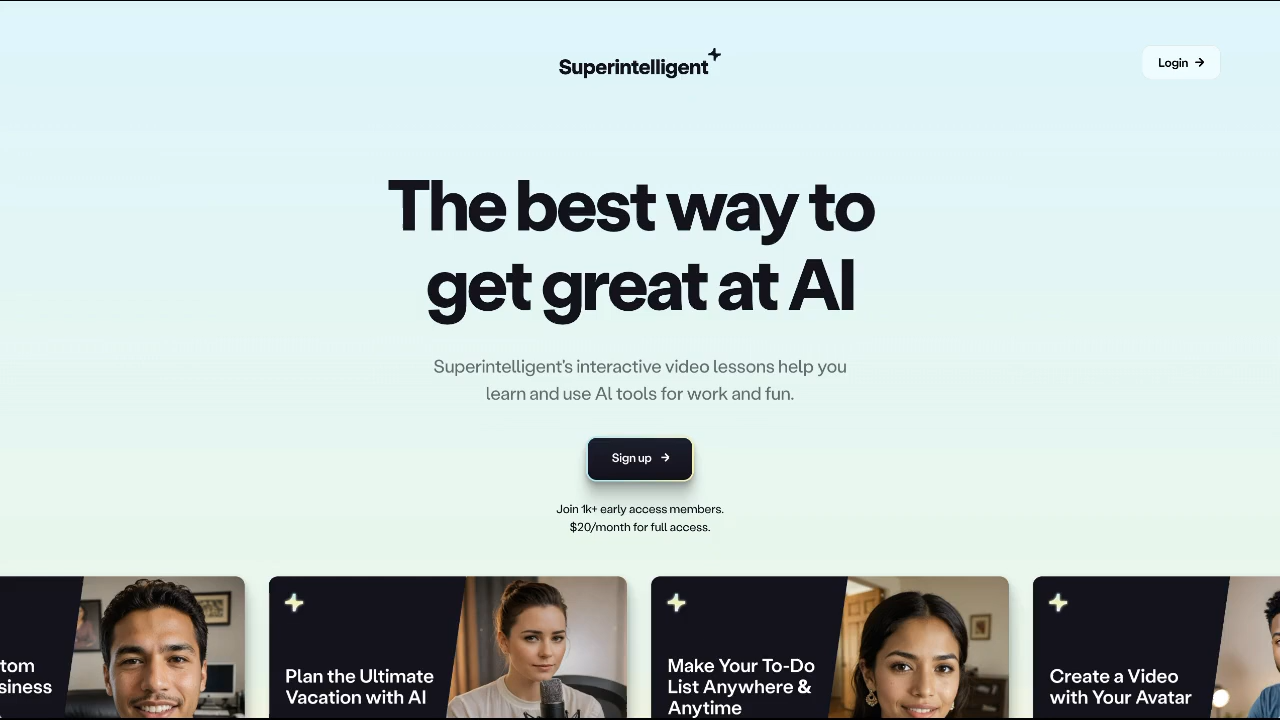 Superintelligent
Login
The best way to
get great at AI
Superintelligent's interactive video lessons help you
learn and use AI tools for work and fun.
Sign up
Join 1k+ early access members.
$20/month for full access.
tom
siness
Plan the Ultimate
Vacation with AI
Make Your To-Do
List Anywhere &
Anytime
Create a Video
with Your Avatar